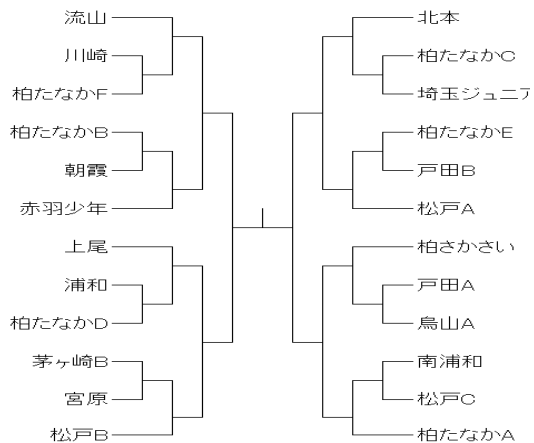 流山
川崎
柏たなかF
柏たなかB
朝霞
赤羽少年
上尾
浦和
柏たなかD
茅ヶ崎B
宮原
松戸B
北本
柏たなかC
埼玉ジュニア
柏たなかE
戸田B
松戸A
柏さかさい
戸田A
烏山A
南浦和
松戸C
柏たなかA